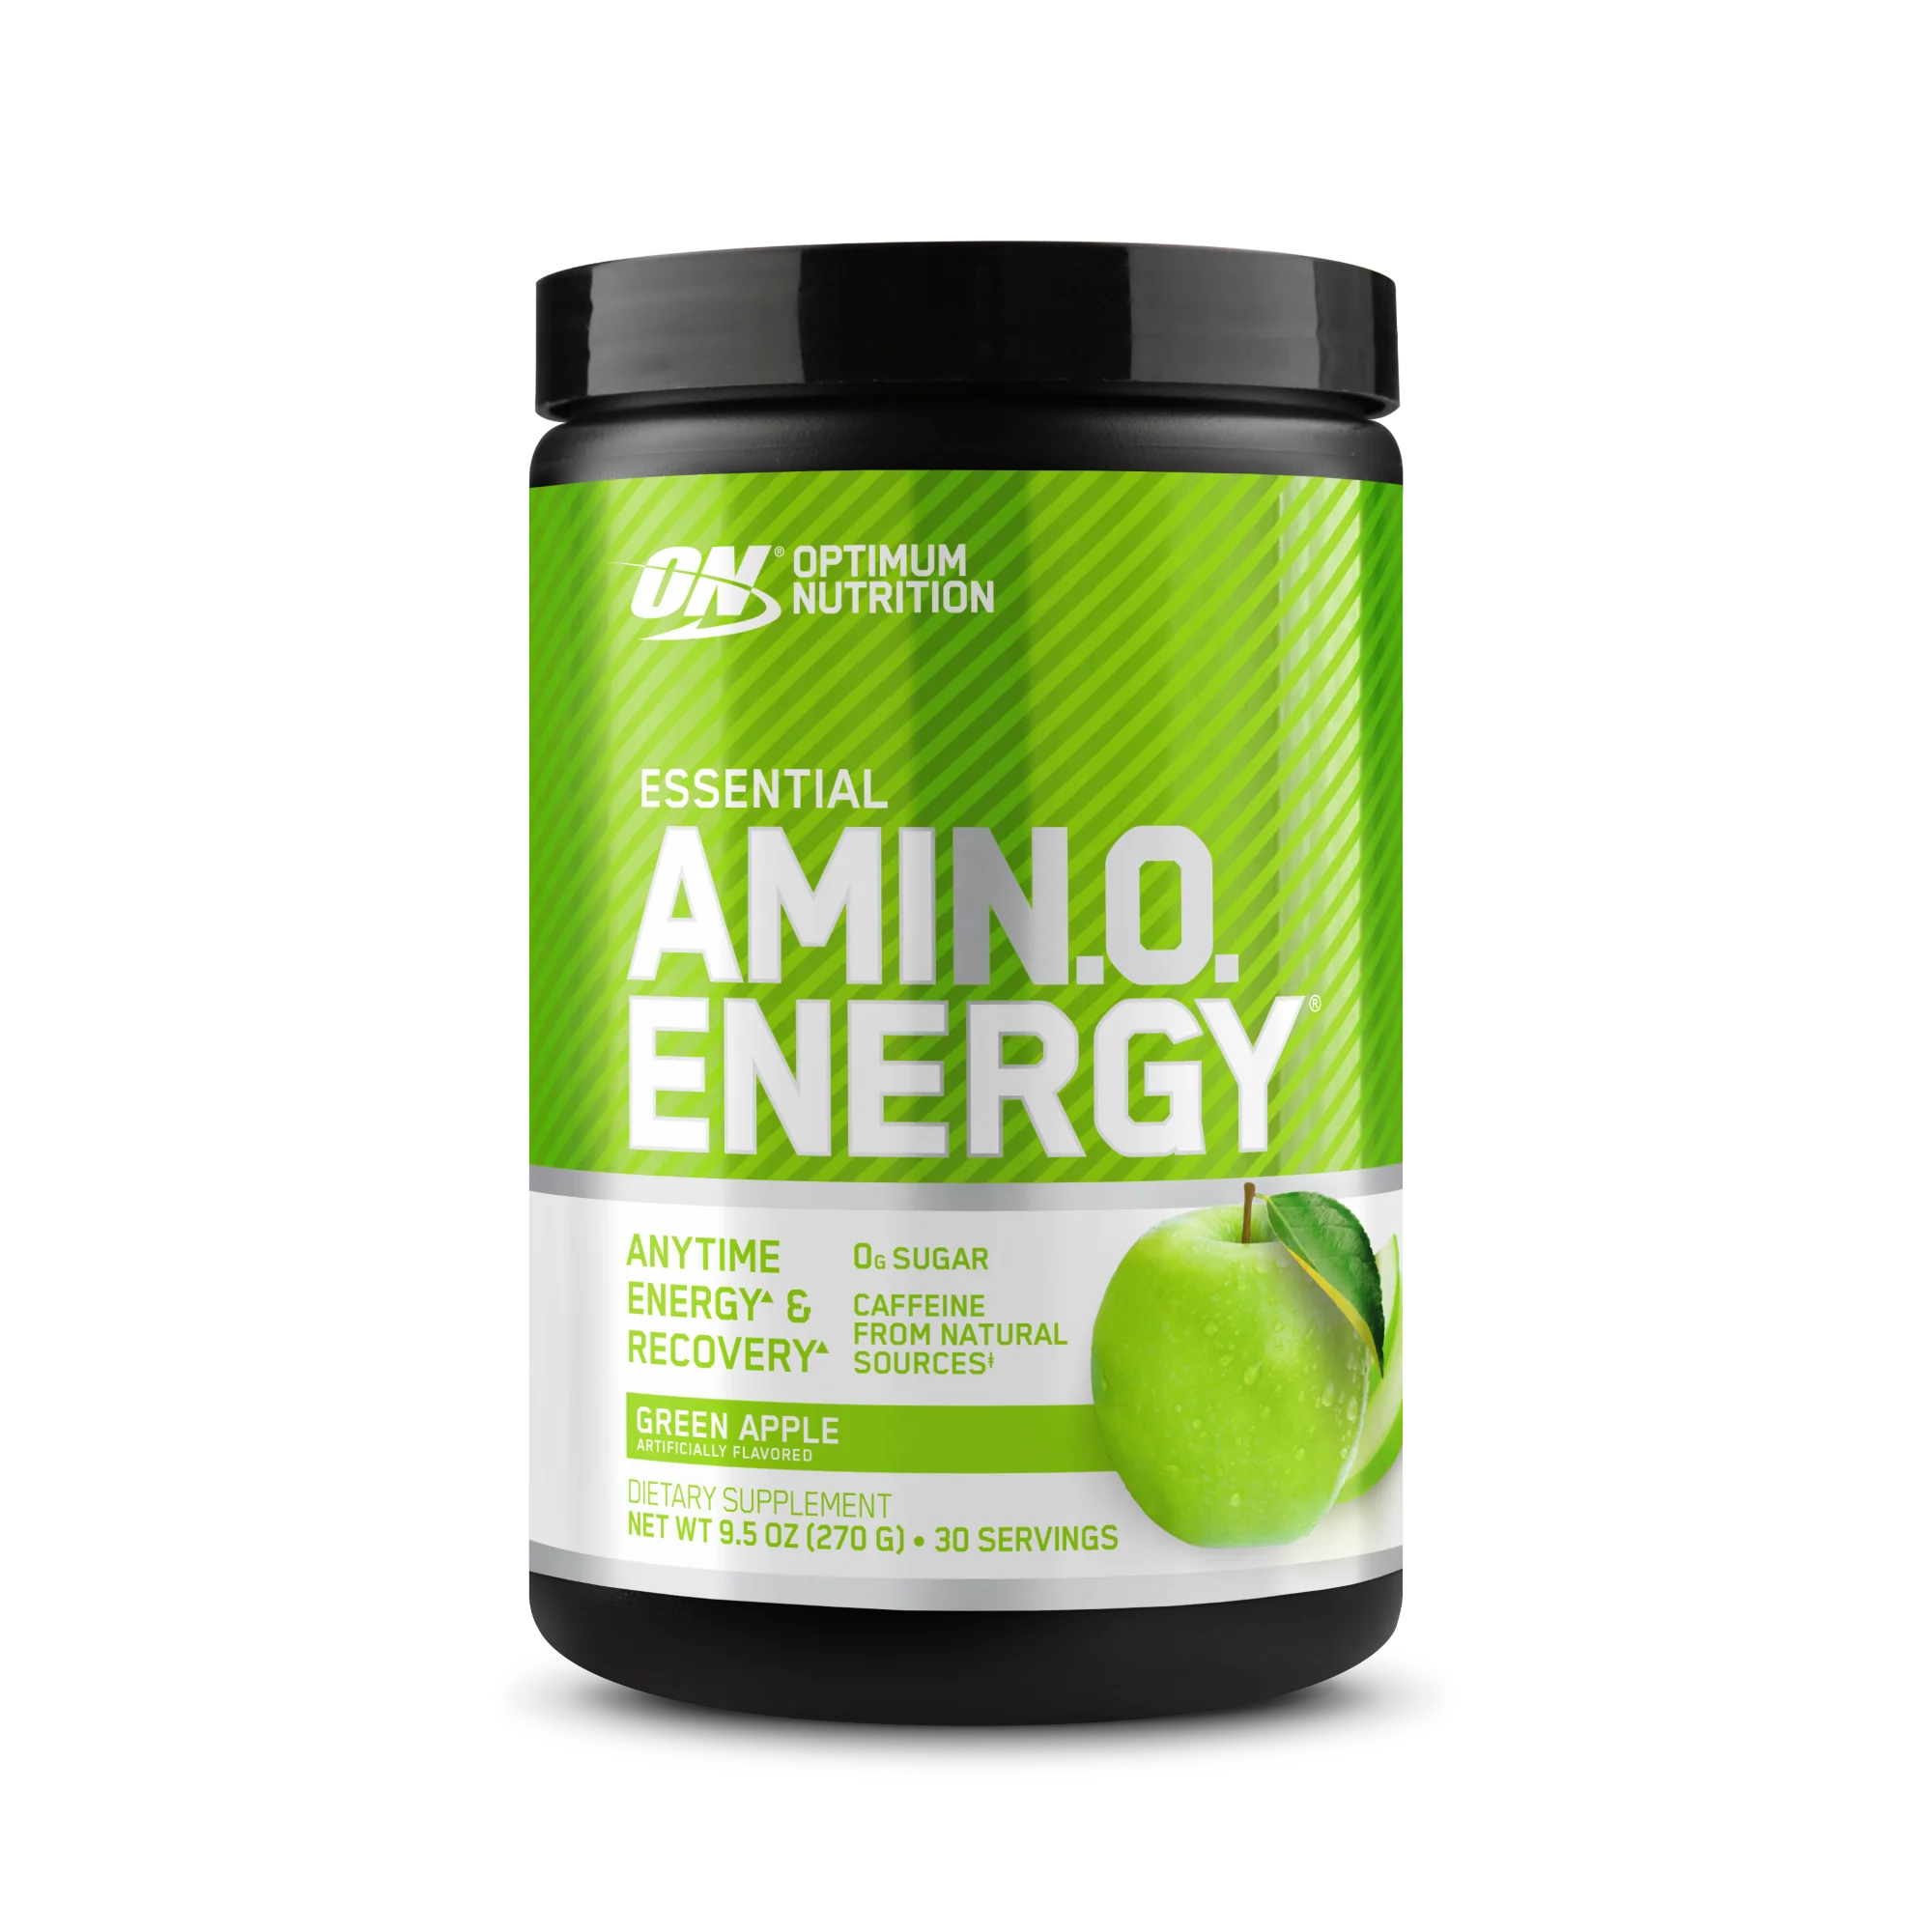 ON® OPTIMUM
NUTRITION
ESSENTIAL
AMIN.O.
ENERGY®
ANYTIME
ENERGY▲ &
RECOVERY▲
0G SUGAR
CAFFEINE
FROM NATURAL
SOURCES‡
GREEN APPLE
ARTIFICIALLY FLAVORED
DIETARY SUPPLEMENT
NET WT 9.5 OZ (270 G) • 30 SERVINGS